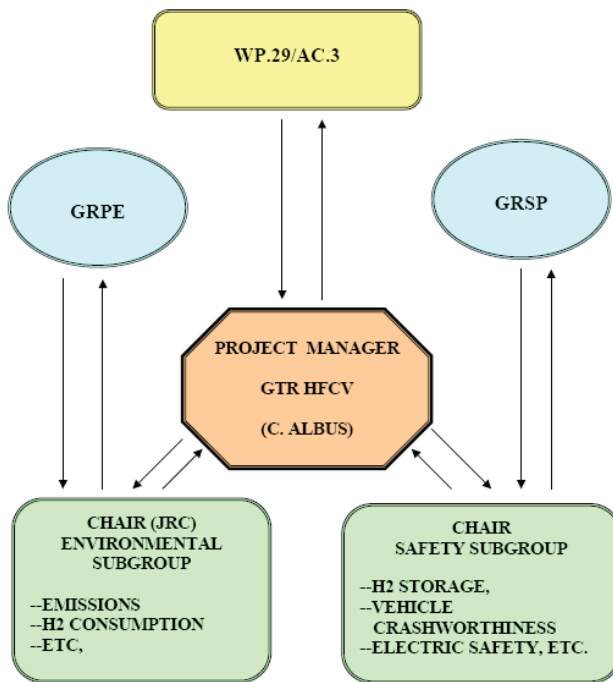 WP.29/AC.3
GRPE
GRSP
PROJECT MANAGER
GTR HFCV
(C. ALBUS)
CHAIR (JRC)
ENVIRONMENTAL
SUBGROUP
--EMISSIONS
--H2 CONSUMPTION
--ETC,
CHAIR
SAFETY SUBGROUP
--H2 STORAGE,
--VEHICLE
CRASHWORTHINESS
--ELECTRIC SAFETY, ETC.